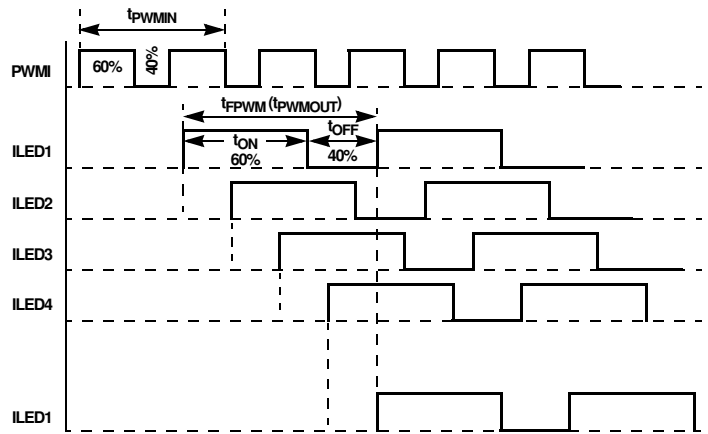 tPWMIN
PWMI
60%
40%
tFPWM (tPWMOUT)
ILED1
tON
60%
tOFF
40%
ILED2
ILED3
ILED4
ILED1